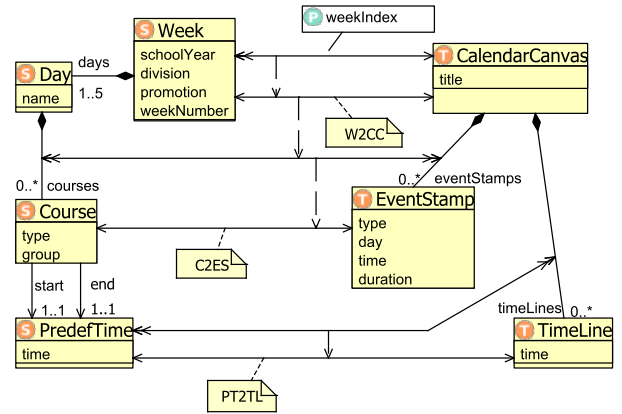 P weekIndex
S Week
schoolYear
division
promotion
weekNumber
T CalendarCanvas
title
S Day
name
days
1..5
W2CC
0..*
courses
0..*
eventStamps
S Course
type
group
T EventStamp
type
day
time
duration
C2ES
start
end
1..1
1..1
timeLines
0..*
S PredefTime
time
T TimeLine
time
PT2TL